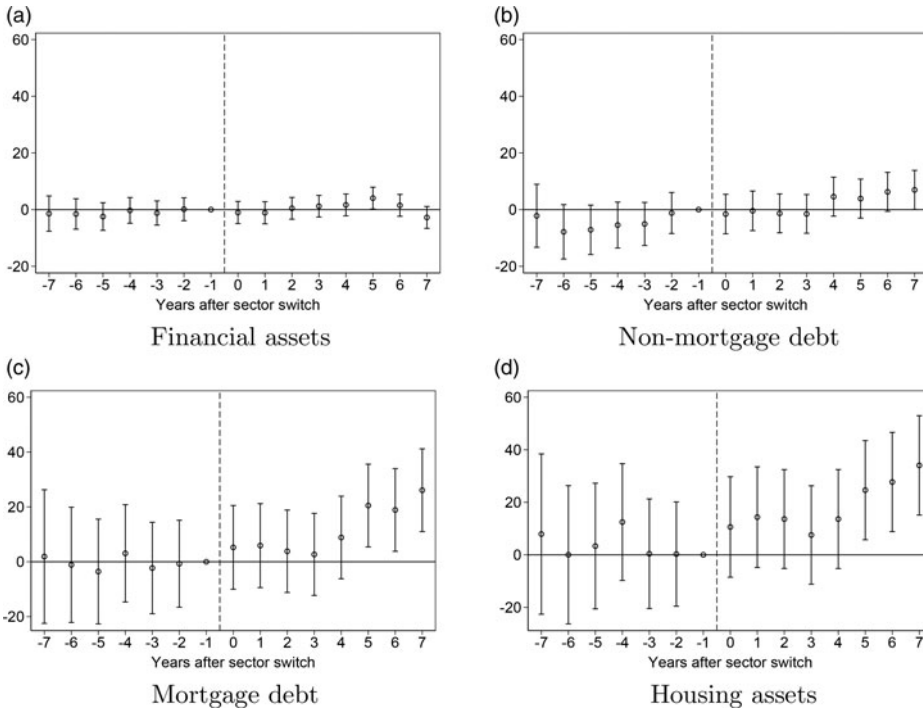 (a)
60
40
20
0
-20
-7 -6 -5 -4 -3 -2 -1 0 1 2 3 4 5 6 7
Years after sector switch
Financial assets
(b)
60
40
20
0
-20
-7 -6 -5 -4 -3 -2 -1 0 1 2 3 4 5 6 7
Years after sector switch
Non-mortgage debt
(c)
60
40
20
0
-20
-7 -6 -5 -4 -3 -2 -1 0 1 2 3 4 5 6 7
Years after sector switch
Mortgage debt
(d)
60
40
20
0
-20
-7 -6 -5 -4 -3 -2 -1 0 1 2 3 4 5 6 7
Years after sector switch
Housing assets